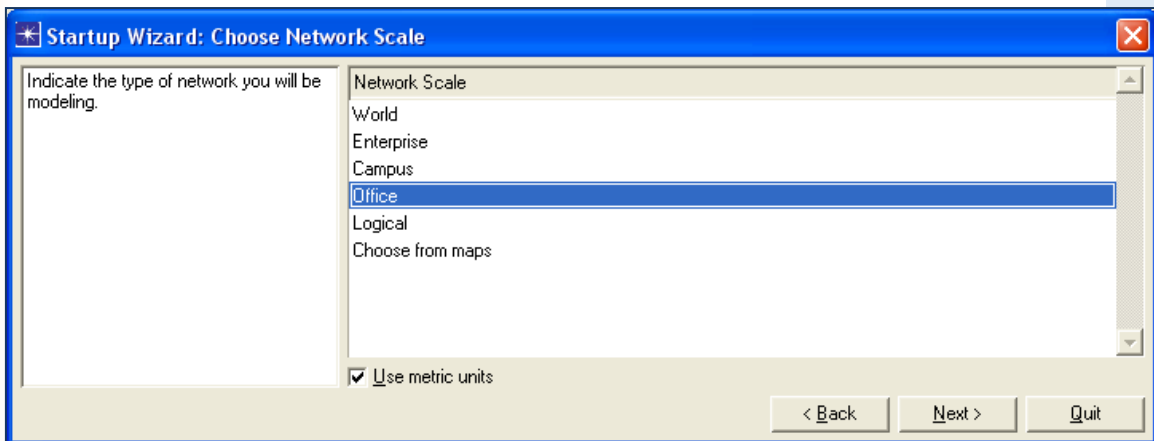 Startup Wizard: Choose Network Scale
Indicate the type of network you will be
modeling.
Network Scale
World
Enterprise
Campus
Office
Logical
Choose from maps
Use metric units
< Back
Next >
Quit